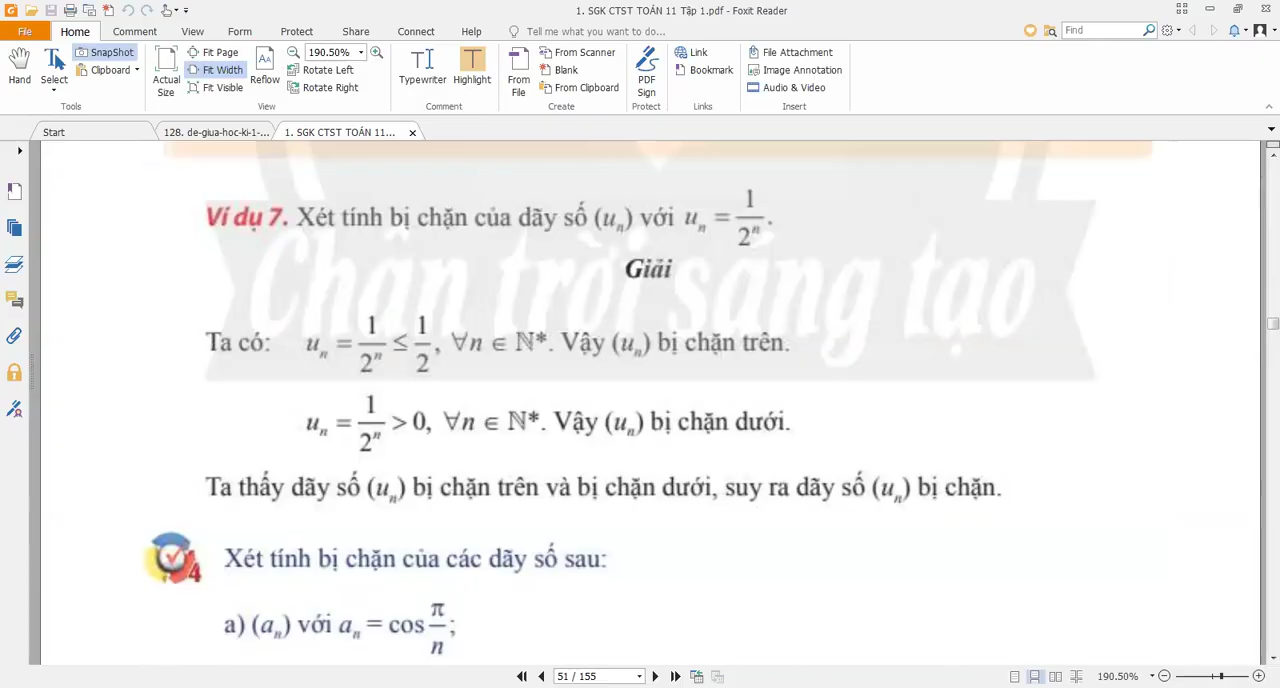 1. SGK CTST TOÁN 11 Tập 1.pdf - Foxit Reader
File Home Comment View Form Protect Share Connect Help Tell me what you want to do... Find
Hand Select SnapShot Clipboard Actual Size Fit Page Fit Width Fit Visible Reflow 190.50% Rotate Left Rotate Right Typewriter Highlight From File From Scanner Blank From Clipboard PDF Sign Link Bookmark File Attachment Image Annotation Audio & Video
Tools View Comment Create Protect Links Insert
Start 128. de-giua-hoc-ki-1-... 1. SGK CTST TOÁN 11...
Chân trời sáng tạo
Ví dụ 7. Xét tính bị chặn của dãy số (uₙ) với uₙ = 1/2ⁿ.
Giải
Ta có: uₙ = 1/2ⁿ ≤ 1/2, ∀n ∈ ℕ*. Vậy (uₙ) bị chặn trên.
uₙ = 1/2ⁿ > 0, ∀n ∈ ℕ*. Vậy (uₙ) bị chặn dưới.
Ta thấy dãy số (uₙ) bị chặn trên và bị chặn dưới, suy ra dãy số (uₙ) bị chặn.
4 Xét tính bị chặn của các dãy số sau:
a) (aₙ) với aₙ = cos π/n;
51 / 155 190.50%